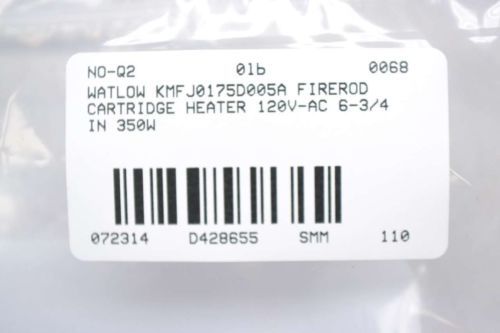 NO-Q2 01b 0068
WATLOW KMFJ0175D005A FIREROD
CARTRIDGE HEATER 120V-AC 6-3/4
IN 350W
072314 D428655 SMM 110